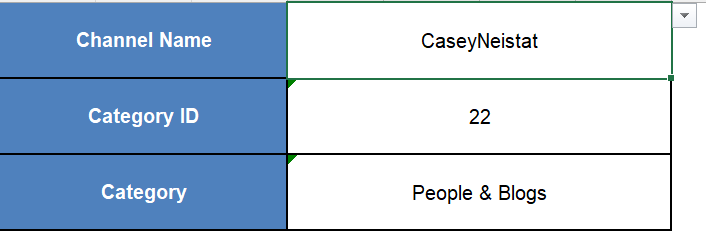 Channel Name CaseyNeistat
Category ID 22
Category People & Blogs